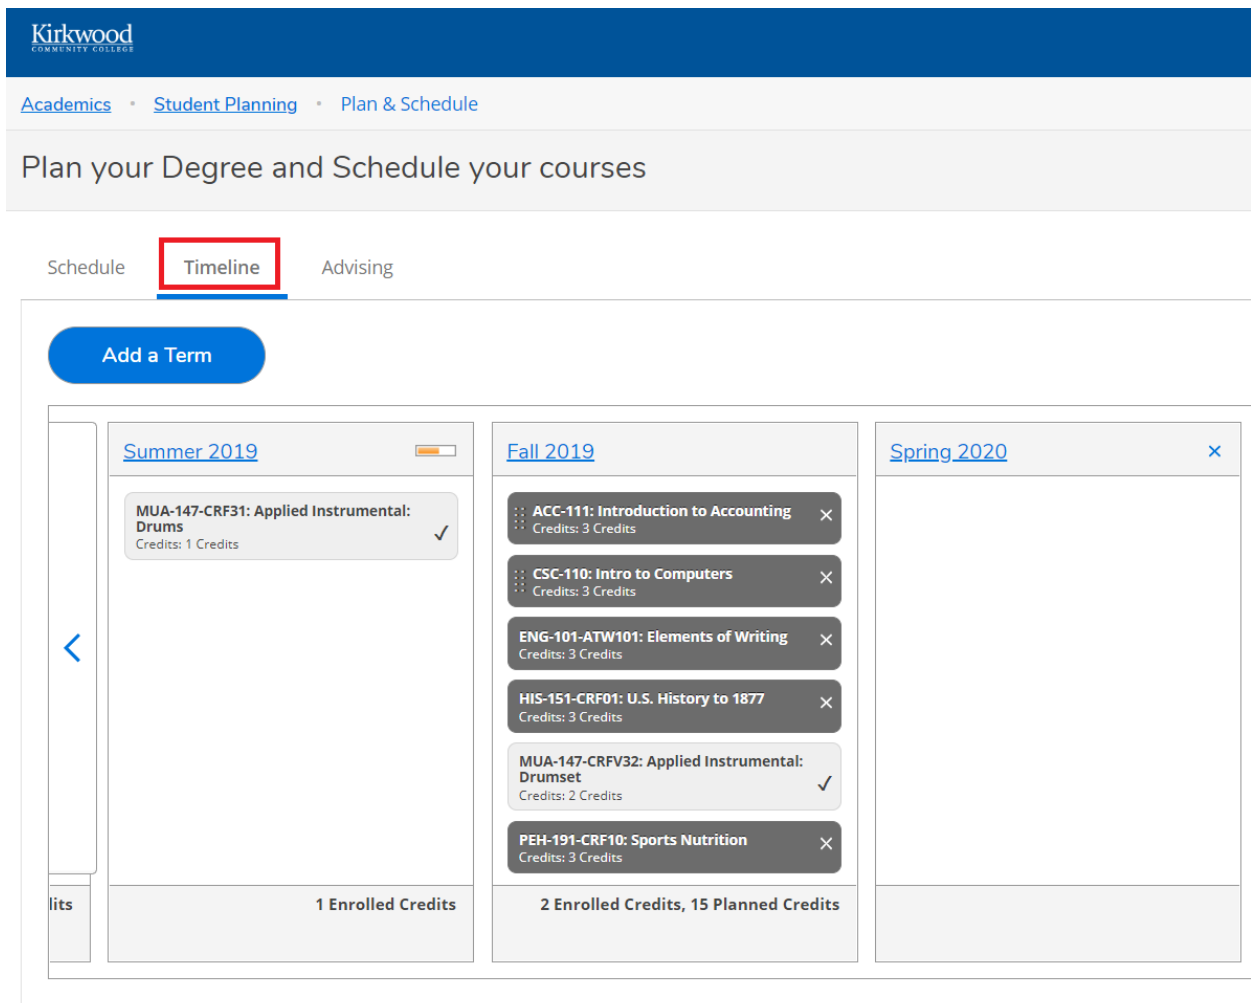 Kirkwood
COMMUNITY COLLEGE
Academics • Student Planning • Plan & Schedule
Plan your Degree and Schedule your courses
Schedule Timeline Advising
Add a Term
Summer 2019
MUA-147-CRF31: Applied Instrumental:
Drums
Credits: 1 Credits
1 Enrolled Credits
Fall 2019
ACC-111: Introduction to Accounting
Credits: 3 Credits
CSC-110: Intro to Computers
Credits: 3 Credits
ENG-101-ATW101: Elements of Writing
Credits: 3 Credits
HIS-151-CRF01: U.S. History to 1877
Credits: 3 Credits
MUA-147-CRFV32: Applied Instrumental:
Drumset
Credits: 2 Credits
PEH-191-CRF10: Sports Nutrition
Credits: 3 Credits
2 Enrolled Credits, 15 Planned Credits
Spring 2020
lits